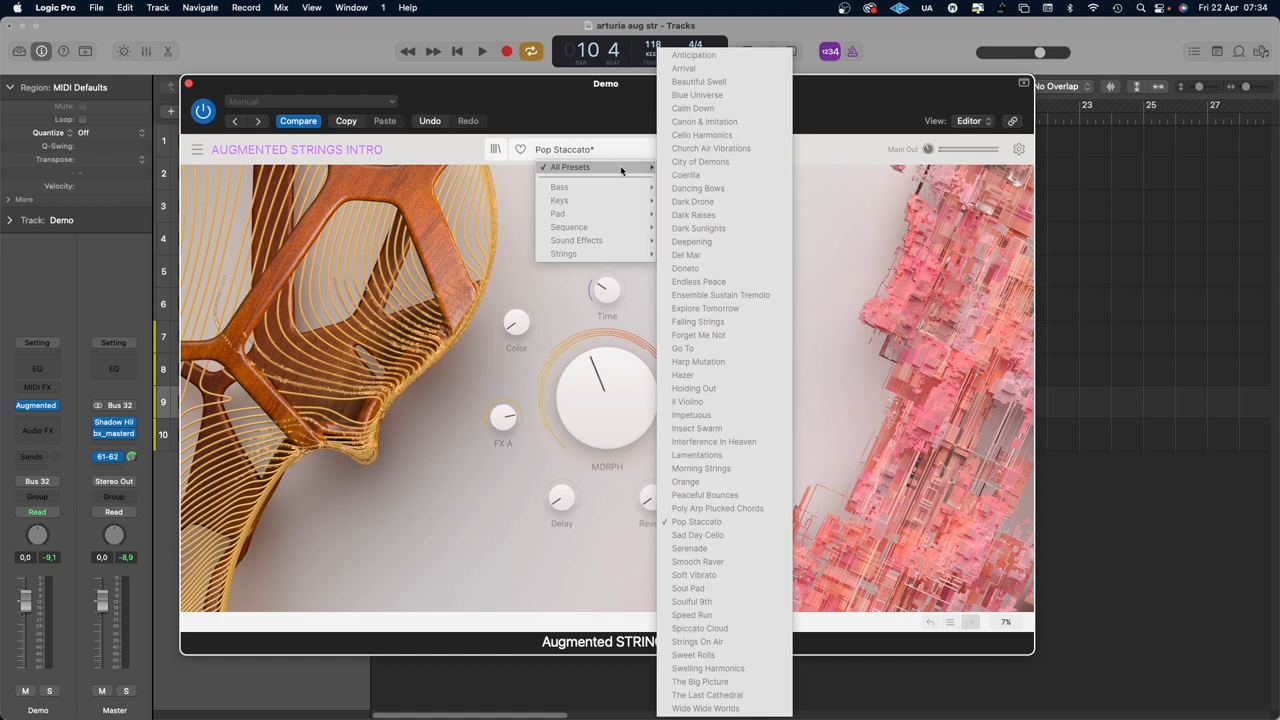 Logic Pro File Edit Track Navigate Record Mix View Window 1 Help
UA
Fri 22 Apr 07:34
arturia aug str - Tracks
10 4
BAR BEAT
118
4/4
1234
Region: MIDI Defaults
Mute:
Loop:
Quantize Off
Q-Swing:
Transpose:
Velocity:
More
Track: Demo
No Overlap
23 25 27
1
2
3
4
5
6
7
8
9
10
Demo
Manual
Compare Copy Paste Undo Redo
View: Editor
AUGMENTED STRINGS INTRO
Pop Staccato*
Main Out
✓ All Presets
Bass
Keys
Pad
Sequence
Sound Effects
Strings
Anticipation
Arrival
Beautiful Swell
Blue Universe
Calm Down
Canon & Imitation
Cello Harmonics
Church Air Vibrations
City of Demons
Coerilla
Dancing Bows
Dark Drone
Dark Raises
Dark Sunlights
Deepening
Del Mar
Doneto
Endless Peace
Ensemble Sustain Tremolo
Explore Tomorrow
Falling Strings
Forget Me Not
Go To
Harp Mutation
Hazer
Holding Out
Il Violino
Impetuous
Insect Swarm
Interference In Heaven
Lamentations
Morning Strings
Orange
Peaceful Bounces
Poly Arp Plucked Chords
✓ Pop Staccato
Sad Day Cello
Serenade
Smooth Raver
Soft Vibrato
Soul Pad
Soulful 9th
Speed Run
Spiccato Cloud
Strings On Air
Sweet Rolls
Swelling Harmonics
The Big Picture
The Last Cathedral
Wide Wide Worlds
Time
Color
FX A
MORPH
Delay
Reve
7%
Augmented STRIN
Setting Setting
EQ EQ
MIDI FX
Augmented Bus 32
Audio FX
Shadow Hil
bx_masterd
Sends 61-62
Bus 32 Stereo Out
Group Group
Read Read
0,0 -9,1 0,0 -8,9
M S M S
Demo Master